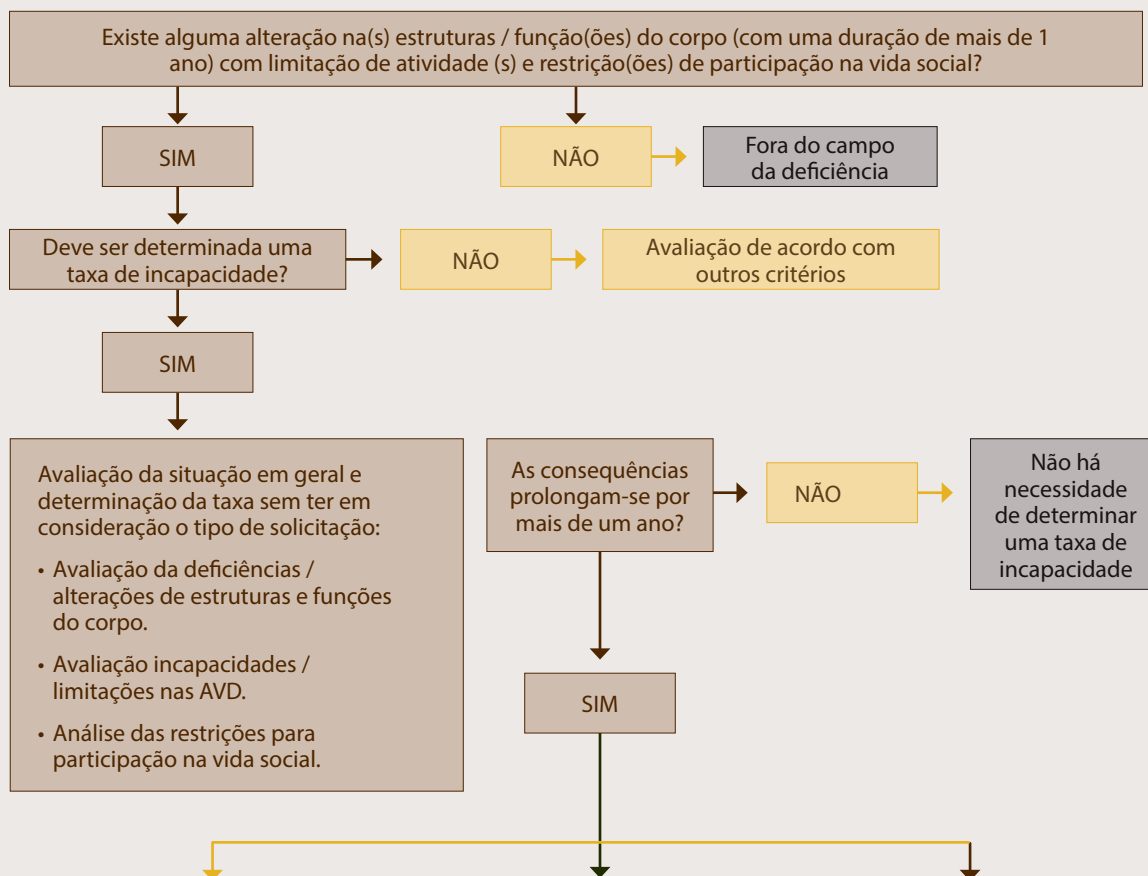 Existe alguma alteração na(s) estruturas / função(ões) do corpo (com uma duração de mais de 1
ano) com limitação de atividade (s) e restrição(ões) de participação na vida social?
SIM
NÃO
Fora do campo
da deficiência
Deve ser determinada uma
taxa de incapacidade?
NÃO
Avaliação de acordo com
outros critérios
SIM
Avaliação da situação em geral e
determinação da taxa sem ter em
consideração o tipo de solicitação:
• Avaliação da deficiências /
alterações de estruturas e funções
do corpo.
• Avaliação incapacidades /
limitações nas AVD.
• Análise das restrições para
participação na vida social.
As consequências
prolongam-se por
mais de um ano?
NÃO
Não há
necessidade
de determinar
uma taxa de
incapacidade
SIM